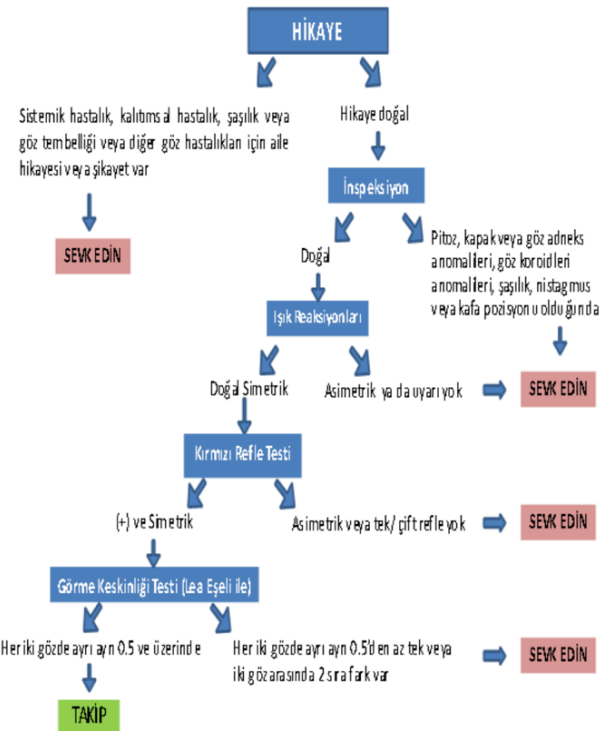 HİKAYE
Sistemik hastalık, kalıtımsal hastalık, şaşılık veya
göz tembelliği veya diğer göz hastalıkları için aile
hikayesi veya şikayet var
Hikaye doğal
SEVK EDİN
İnspeksiyon
Doğal
Pitoz, kapak veya göz adneks
anomalileri, göz koroidleri
anomalileri, şaşılık, nistagmus
veya kafa pozisyonu olduğunda
Işık Reaksiyonları
Doğal Simetrik
Asimetrik ya da uyarı yok
SEVK EDİN
Kırmızı Refle Testi
(+) ve Simetrik
Asimetrik veya tek/ çift refle yok
SEVK EDİN
Görme Keskinliği Testi (Lea Eşeli ile)
Her iki gözde ayrı ayrı 0.5 ve üzerinde
Her iki gözde ayrı ayrı 0.5'den az tek veya
iki göz arasında 2 sıra fark var
SEVK EDİN
TAKİP